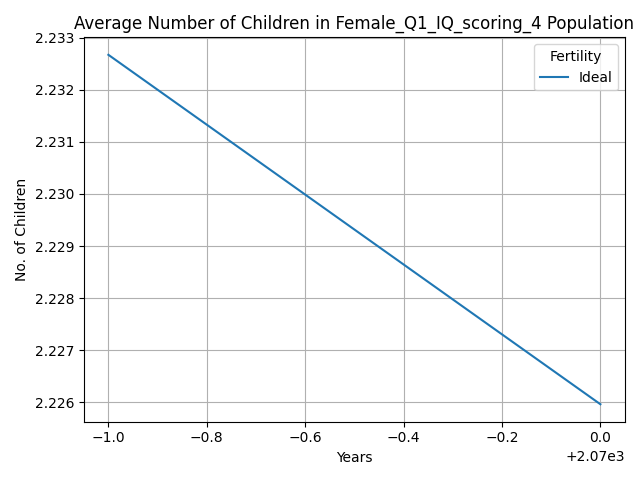 Average Number of Children in Female_Q1_IQ_scoring_4 Population
2.233
2.232
2.231
2.230
2.229
2.228
2.227
2.226
No. of Children
Fertility
Ideal
−1.0 −0.8 −0.6 −0.4 −0.2 0.0
+2.07e3
Years